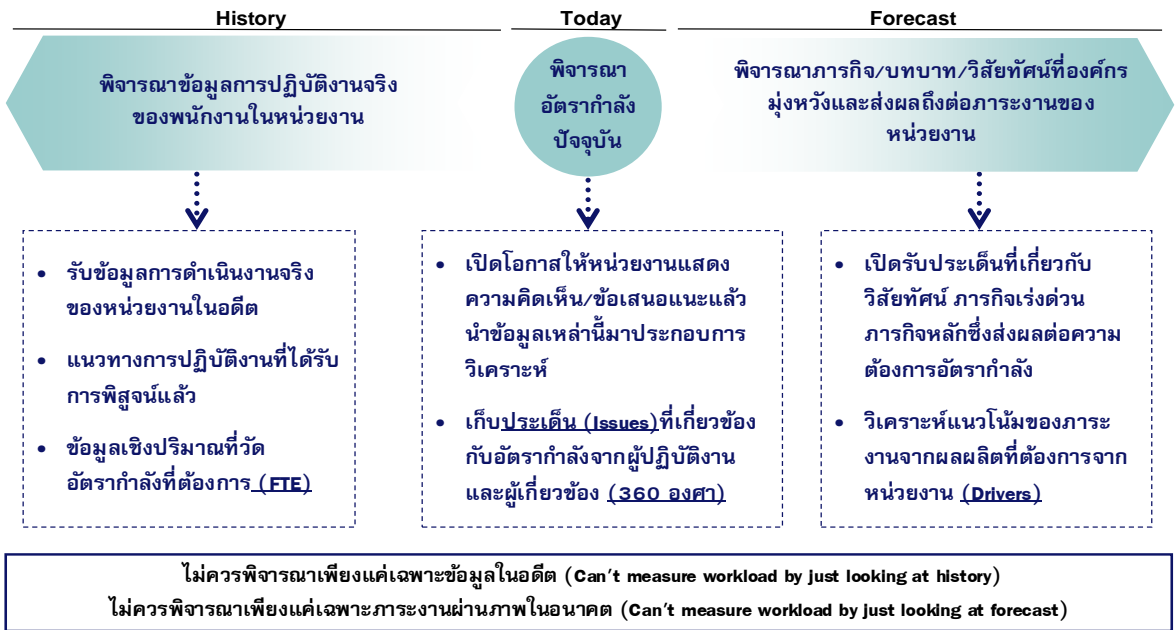 History
Today
Forecast
พิจารณาข้อมูลการปฏิบัติงานจริง
ของพนักงานในหน่วยงาน
พิจารณา
อัตรากำลัง
ปัจจุบัน
พิจารณาภารกิจ/บทบาท/วิสัยทัศน์ที่องค์กร
มุ่งหวังและส่งผลถึงต่อภาระงานของ
หน่วยงาน
• รับข้อมูลการดำเนินงานจริง
ของหน่วยงานในอดีต
• แนวทางการปฏิบัติงานที่ได้รับ
การพิสูจน์แล้ว
• ข้อมูลเชิงปริมาณที่วัด
อัตรากำลังที่ต้องการ (FTE)
• เปิดโอกาสให้หน่วยงานแสดง
ความคิดเห็น/ข้อเสนอแนะแล้ว
นำข้อมูลเหล่านี้มาประกอบการ
วิเคราะห์
• เก็บประเด็น (Issues)ที่เกี่ยวข้อง
กับอัตรากำลังจากผู้ปฏิบัติงาน
และผู้เกี่ยวข้อง (360 องศา)
• เปิดรับประเด็นที่เกี่ยวกับ
วิสัยทัศน์ ภารกิจเร่งด่วน
ภารกิจหลักซึ่งส่งผลต่อความ
ต้องการอัตรากำลัง
• วิเคราะห์แนวโน้มของภาระ
งานจากผลผลิตที่ต้องการจาก
หน่วยงาน (Drivers)
ไม่ควรพิจารณาเพียงแค่เฉพาะข้อมูลในอดีต (Can't measure workload by just looking at history)
ไม่ควรพิจารณาเพียงแค่เฉพาะภาระงานผ่านภาพในอนาคต (Can't measure workload by just looking at forecast)